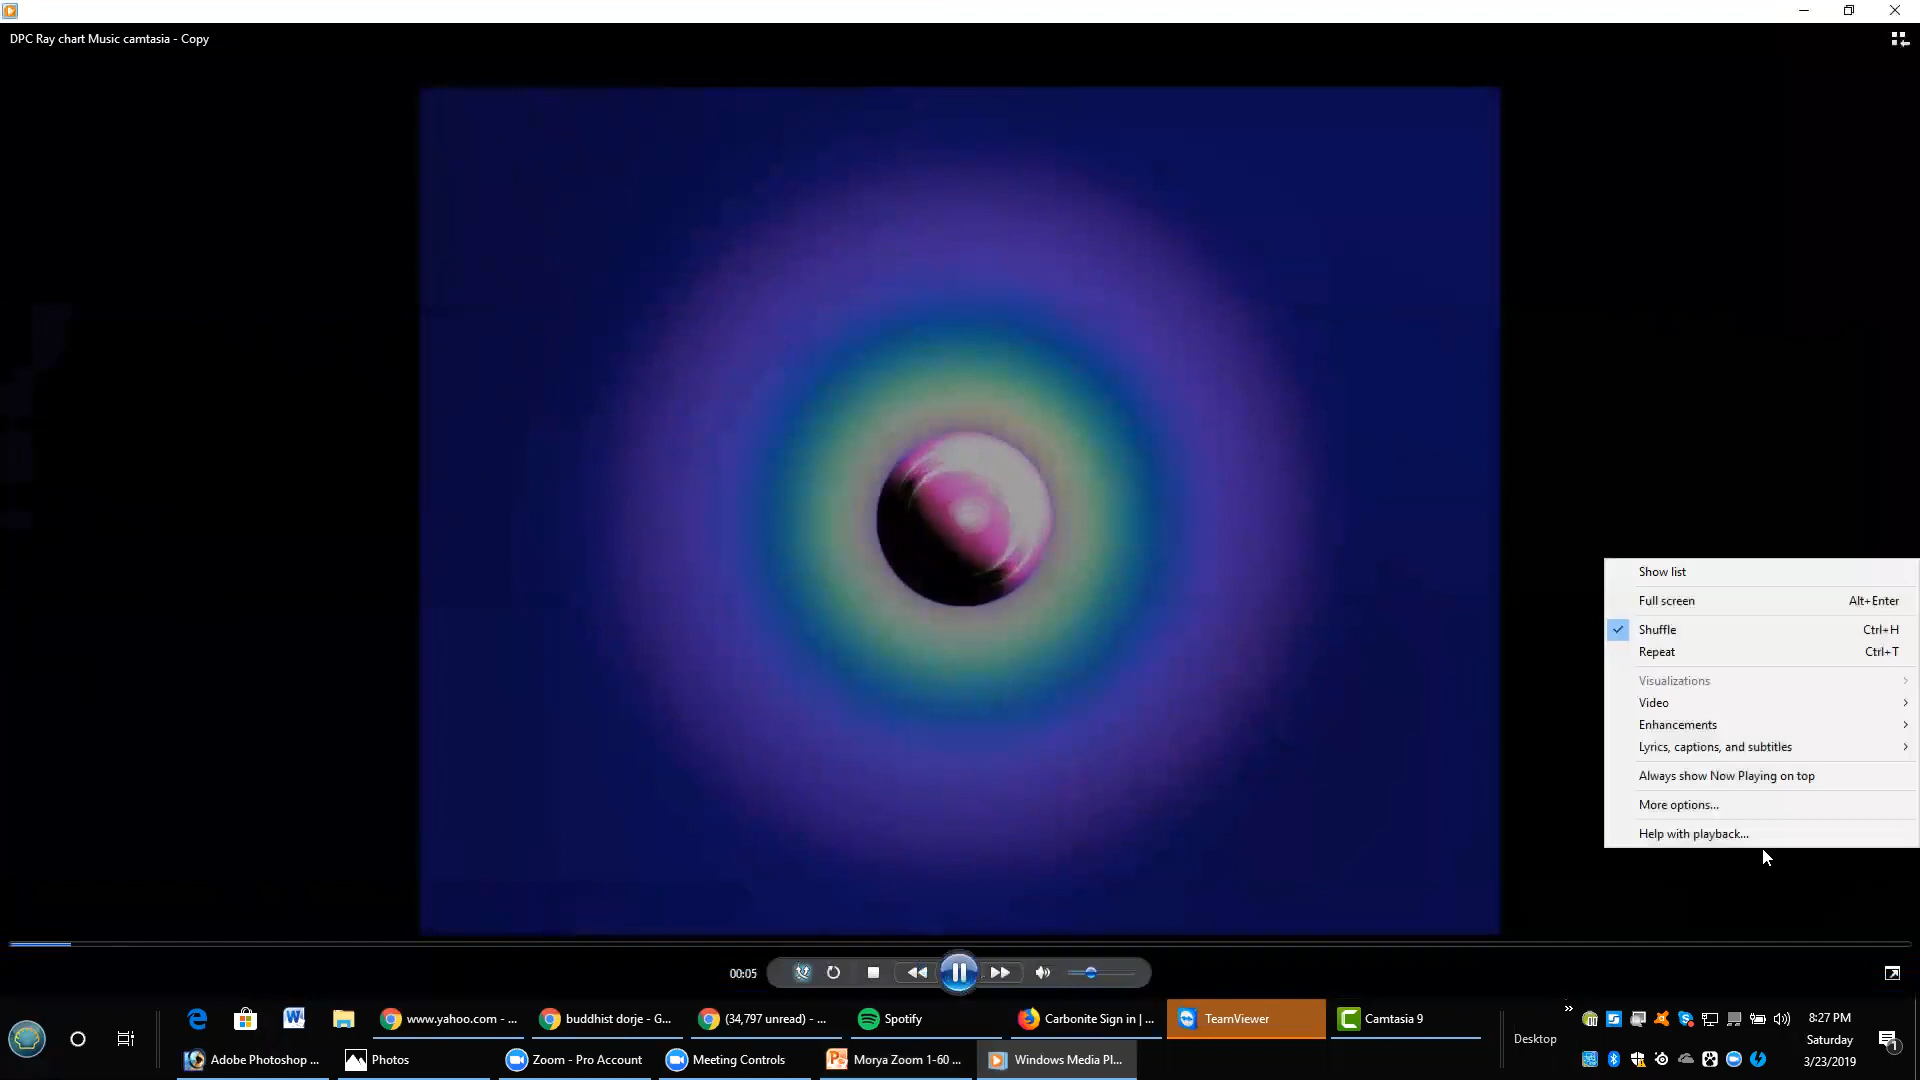 DPC Ray chart Music camtasia - Copy
Show list
Full screen Alt+Enter
Shuffle Ctrl+H
Repeat Ctrl+T
Visualizations
Video
Enhancements
Lyrics, captions, and subtitles
Always show Now Playing on top
More options...
Help with playback...
00:05
www.yahoo.com - ...
buddhist dorje - G...
(34,797 unread) - ...
Spotify
Carbonite Sign in | ...
TeamViewer
Camtasia 9
Adobe Photoshop ...
Photos
Zoom - Pro Account
Meeting Controls
Morya Zoom 1-60 ...
Windows Media Pl...
Desktop
8:27 PM
Saturday
3/23/2019
1